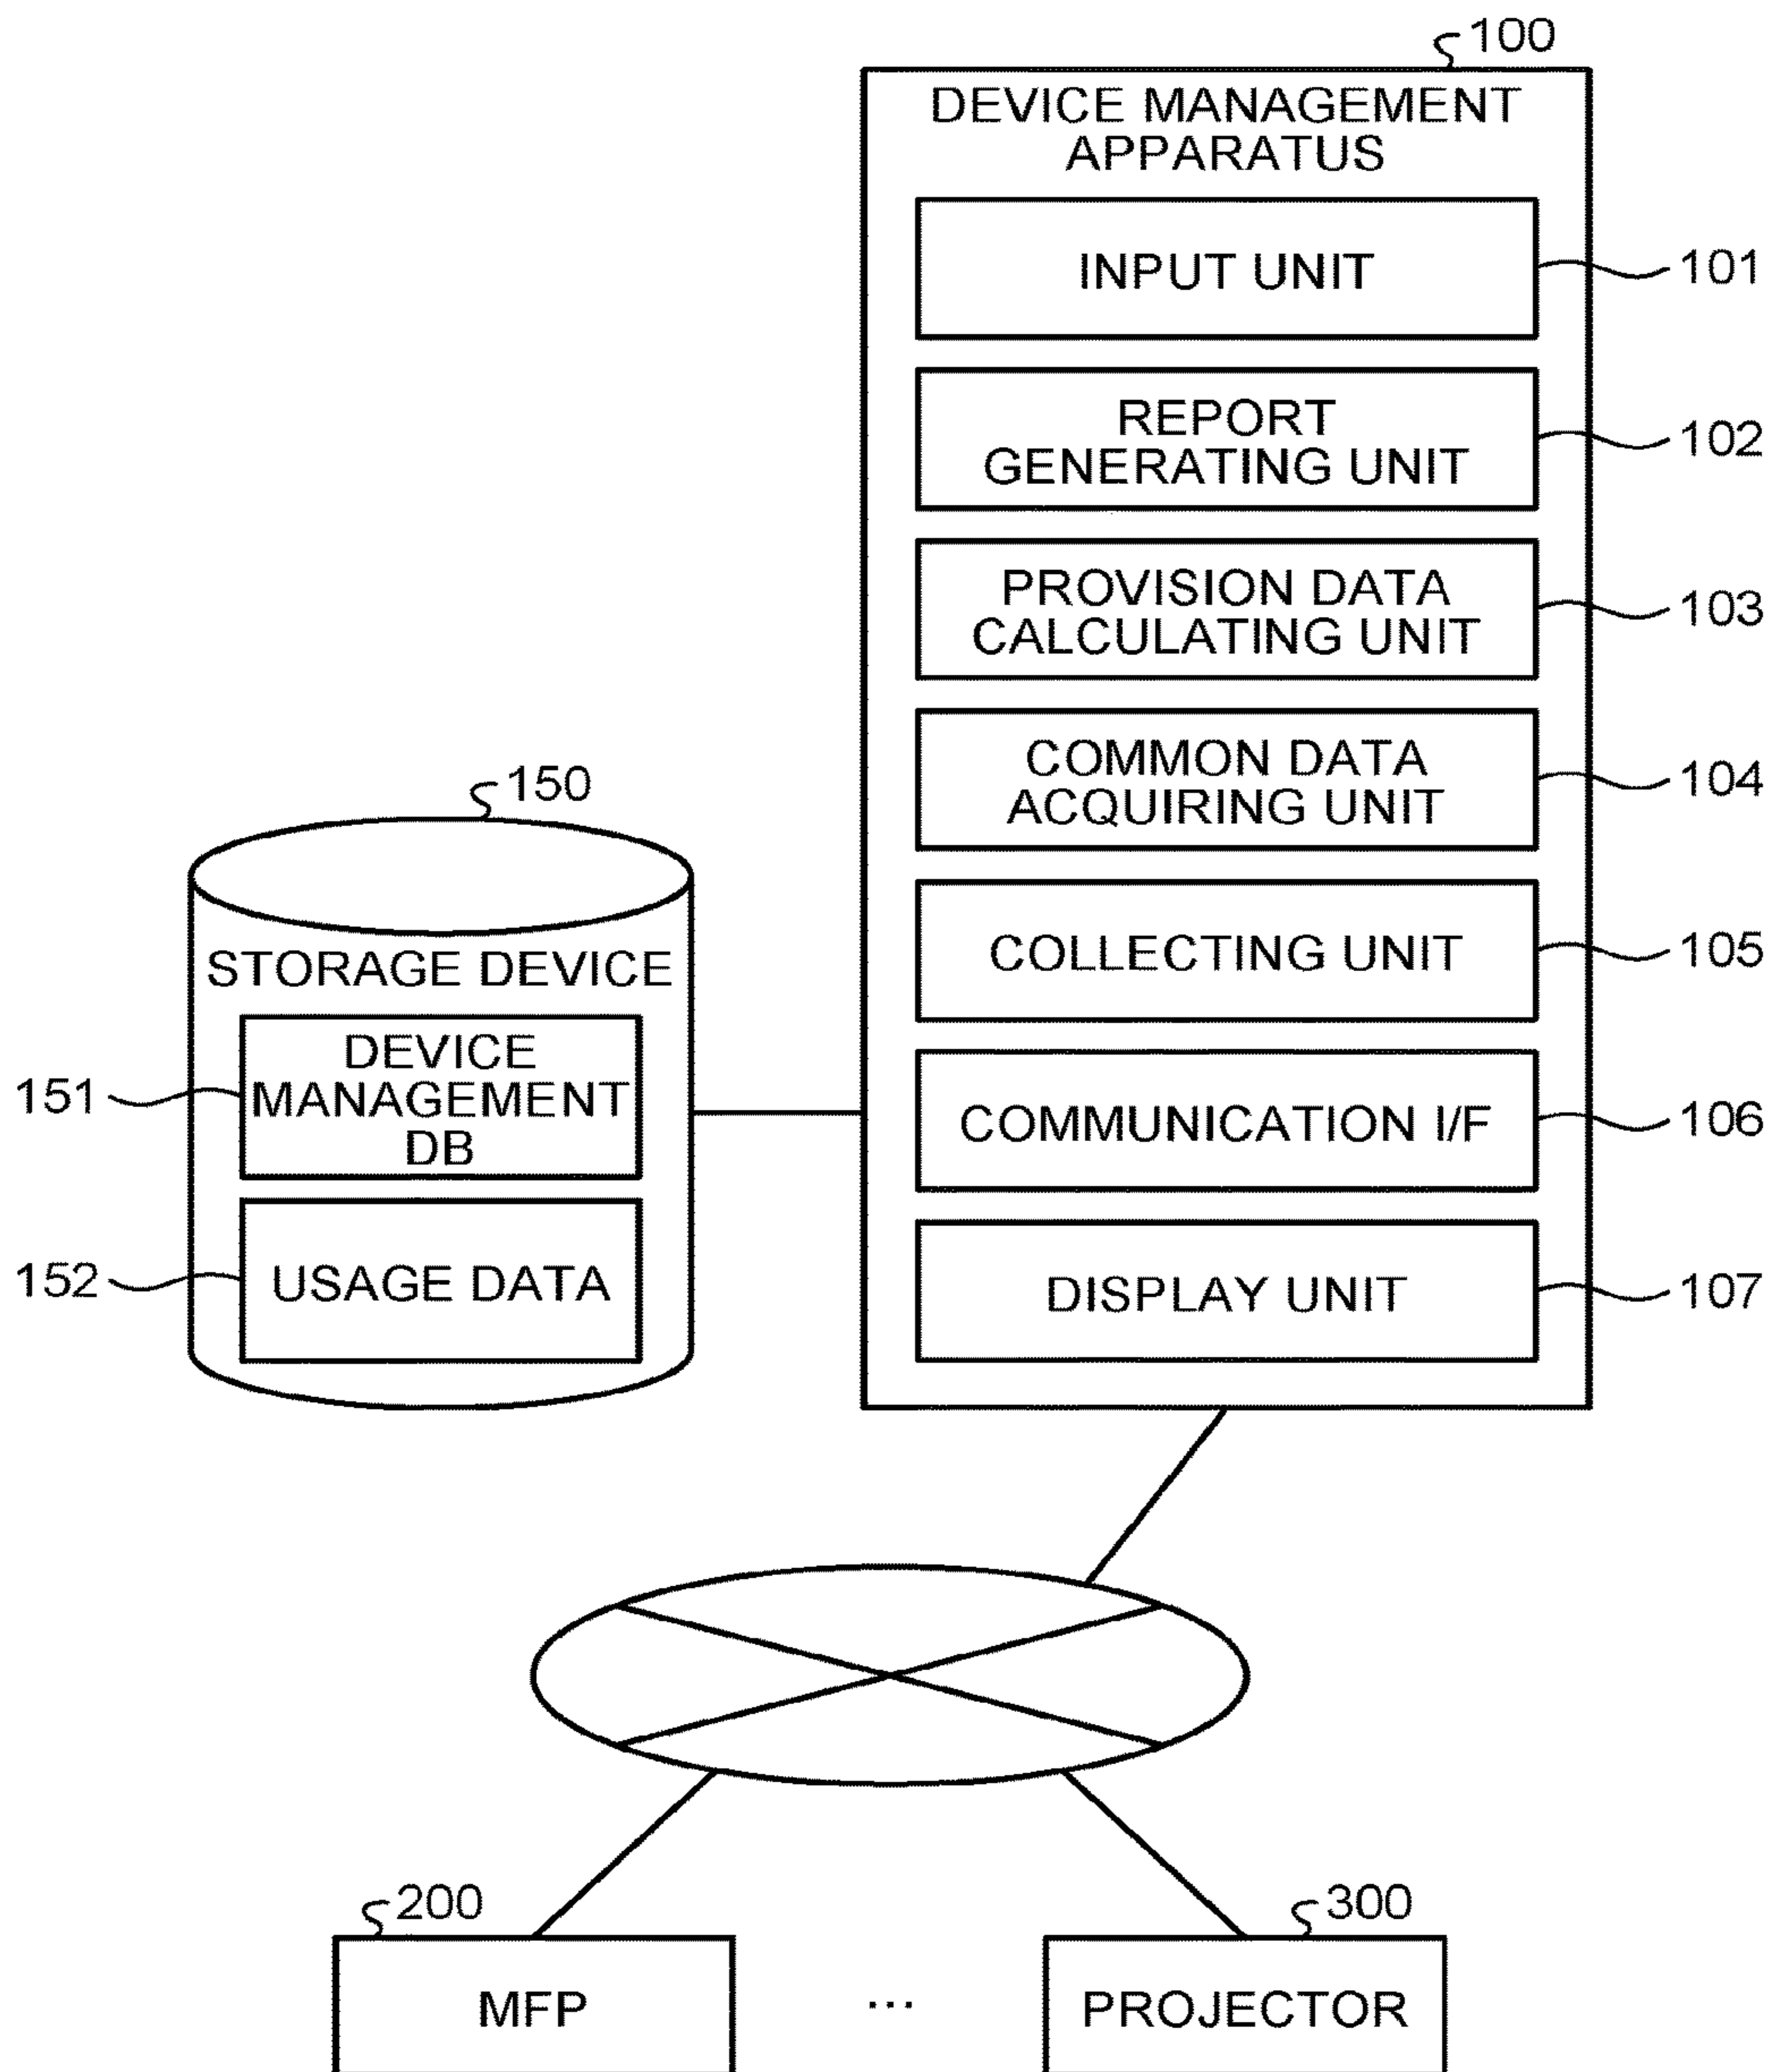 100
DEVICE MANAGEMENT
APPARATUS
INPUT UNIT
101
REPORT
GENERATING UNIT
102
PROVISION DATA
CALCULATING UNIT
103
COMMON DATA
ACQUIRING UNIT
104
COLLECTING UNIT
105
COMMUNICATION I/F
106
DISPLAY UNIT
107
150
STORAGE DEVICE
DEVICE
MANAGEMENT
DB
151
USAGE DATA
152
200
MFP
...
300
PROJECTOR